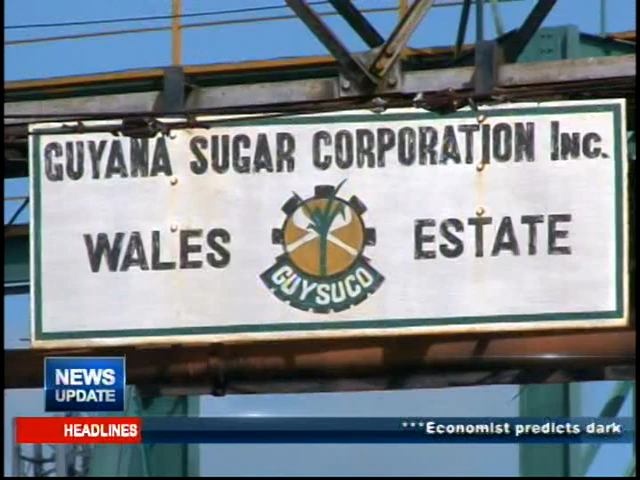 GUYANA SUGAR CORPORATION INC.
WALES ESTATE
GUYSUCO
NEWS
UPDATE
HEADLINES ***Economist predicts dark